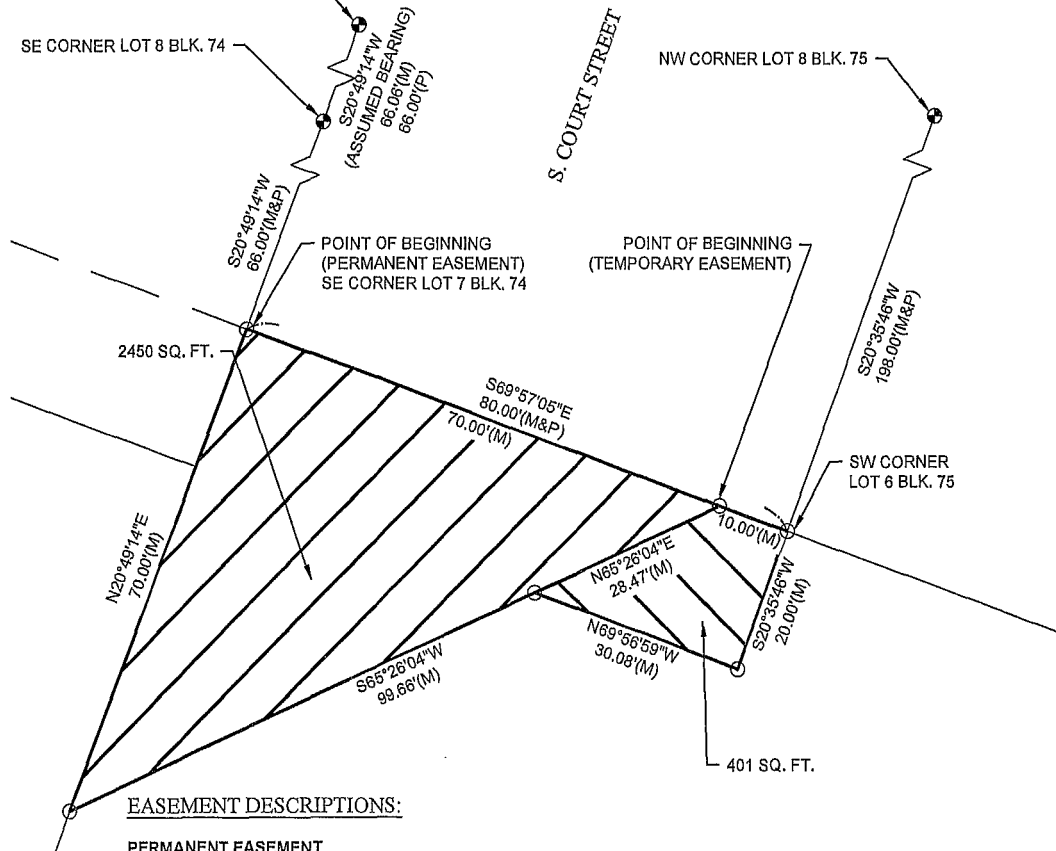 SE CORNER LOT 8 BLK. 74
S20°49'14"W
(ASSUMED BEARING)
66.06'(M)
66.00'(P)
S. COURT STREET
NW CORNER LOT 8 BLK. 75
S20°49'14"W
66.00'(M&P)
POINT OF BEGINNING
(PERMANENT EASEMENT)
SE CORNER LOT 7 BLK. 74
POINT OF BEGINNING
(TEMPORARY EASEMENT)
S20°35'46"W
198.00'(M&P)
2450 SQ. FT.
S69°57'05"E
80.00'(M&P)
70.00'(M)
SW CORNER
LOT 6 BLK. 75
10.00'(M)
N20°49'14"E
70.00'(M)
N65°26'04"E
28.47'(M)
S20°35'46"W
20.00'(M)
N69°56'59"W
30.08'(M)
S65°26'04"W
99.66'(M)
401 SQ. FT.
EASEMENT DESCRIPTIONS:
PERMANENT EASEMENT